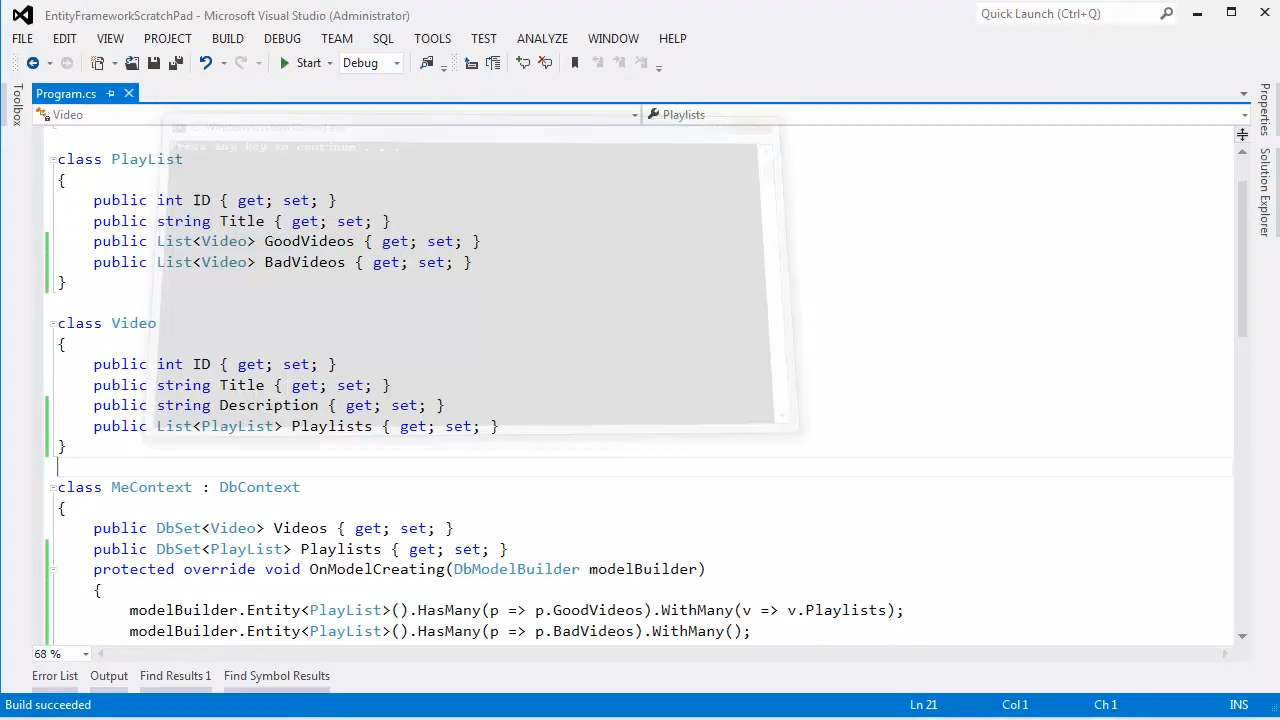 EntityFrameworkScratchPad - Microsoft Visual Studio (Administrator)
Quick Launch (Ctrl+Q)
FILE EDIT VIEW PROJECT BUILD DEBUG TEAM SQL TOOLS TEST ANALYZE WINDOW HELP
Start Debug
Program.cs
Toolbox
Properties
Solution Explorer
Video
Playlists
Press any key to continue . . .
class PlayList
{
public int ID { get; set; }
public string Title { get; set; }
public List<Video> GoodVideos { get; set; }
public List<Video> BadVideos { get; set; }
}
class Video
{
public int ID { get; set; }
public string Title { get; set; }
public string Description { get; set; }
public List<PlayList> Playlists { get; set; }
}
class MeContext : DbContext
{
public DbSet<Video> Videos { get; set; }
public DbSet<PlayList> Playlists { get; set; }
protected override void OnModelCreating(DbModelBuilder modelBuilder)
{
modelBuilder.Entity<PlayList>().HasMany(p => p.GoodVideos).WithMany(v => v.Playlists);
modelBuilder.Entity<PlayList>().HasMany(p => p.BadVideos).WithMany();
68 %
Error List Output Find Results 1 Find Symbol Results
Build succeeded
Ln 21 Col 1 Ch 1 INS